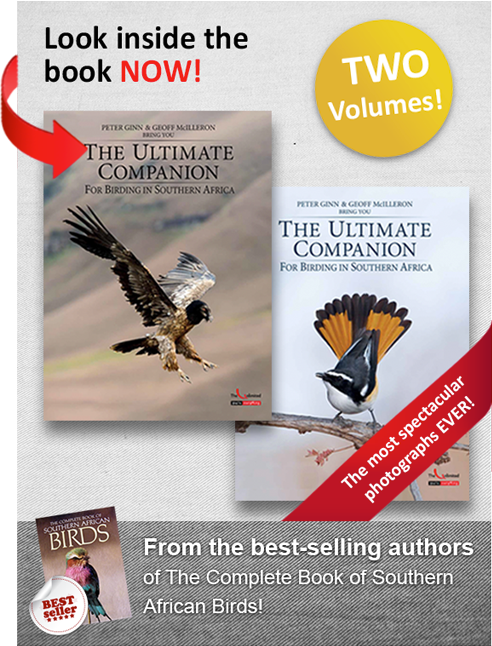 Look inside the
book NOW!
TWO
Volumes!
PETER GINN & GEOFF McILLERON
BRING YOU
THE ULTIMATE
COMPANION
FOR BIRDING IN SOUTHERN AFRICA
PETER GINN & GEOFF McILLERON
BRING YOU
THE ULTIMATE
COMPANION
FOR BIRDING IN SOUTHERN AFRICA
The most spectacular
photographs EVER!
THE COMPLETE BOOK OF
SOUTHERN AFRICAN
BIRDS
BEST
seller
From the best-selling authors
of The Complete Book of Southern
African Birds!